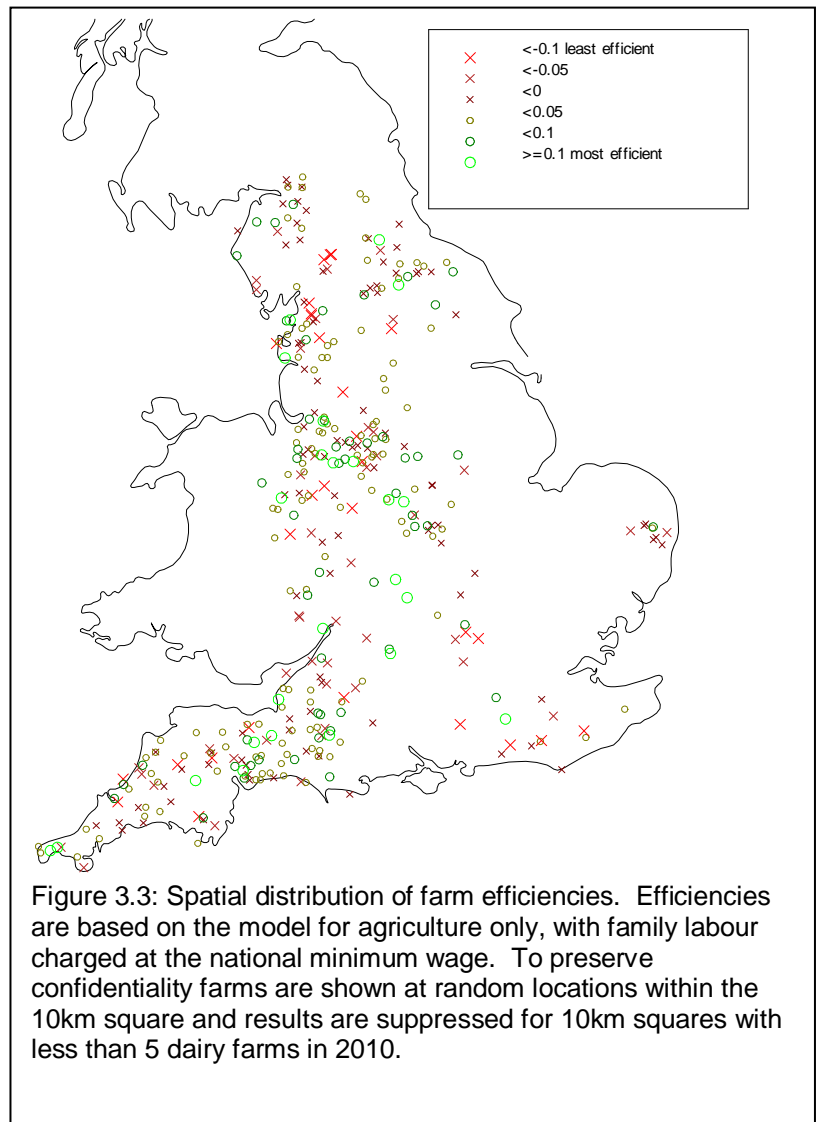 <-0.1 least efficient
<-0.05
<0
<0.05
<0.1
>=0.1 most efficient
Figure 3.3: Spatial distribution of farm efficiencies. Efficiencies
are based on the model for agriculture only, with family labour
charged at the national minimum wage. To preserve
confidentiality farms are shown at random locations within the
10km square and results are suppressed for 10km squares with
less than 5 dairy farms in 2010.